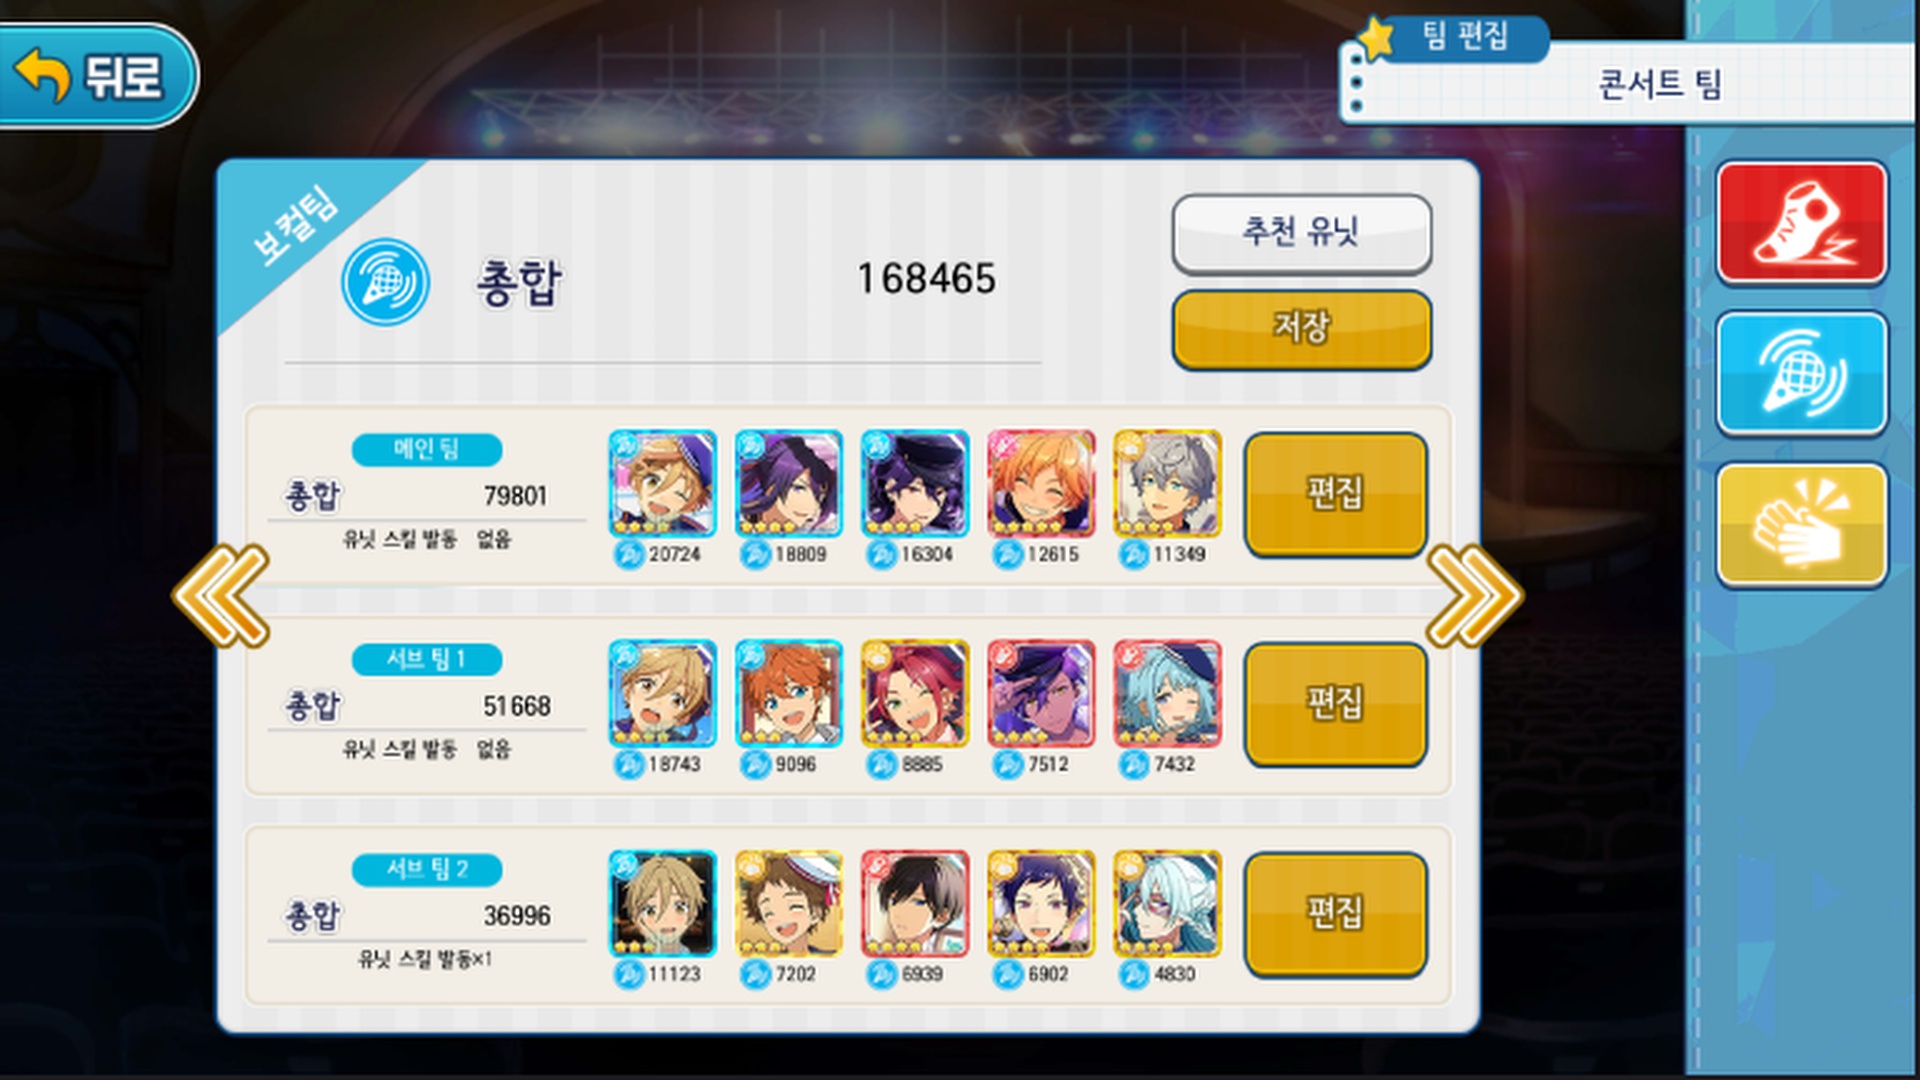 뒤로
팀 편집
콘서트 팀
보컬팀
총합 168465
추천 유닛
저장
메인 팀
총합 79801
유닛 스킬 발동 없음
20724 18809 16304 12615 11349
편집
서브 팀 1
총합 51668
유닛 스킬 발동 없음
18743 9096 8885 7512 7432
편집
서브 팀 2
총합 36996
유닛 스킬 발동×1
11123 7202 6939 6902 4830
편집